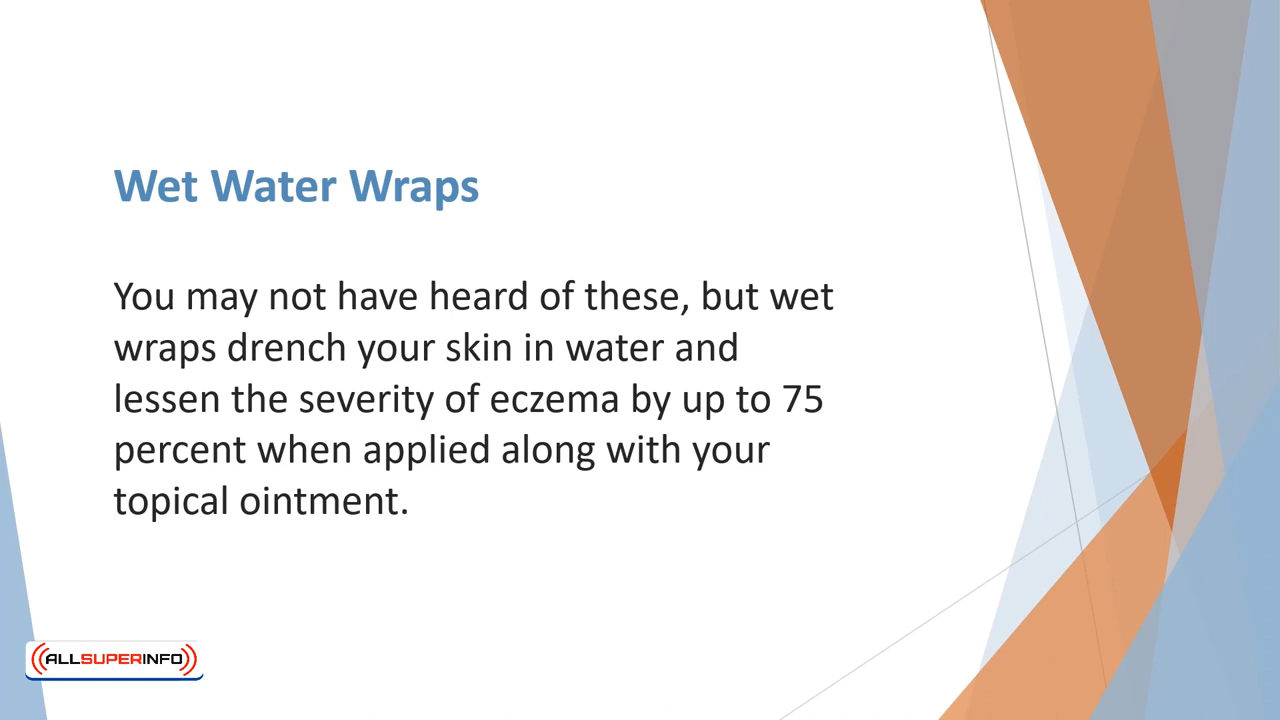 Wet Water Wraps
You may not have heard of these, but wet
wraps drench your skin in water and
lessen the severity of eczema by up to 75
percent when applied along with your
topical ointment.
ALLSUPERINFO